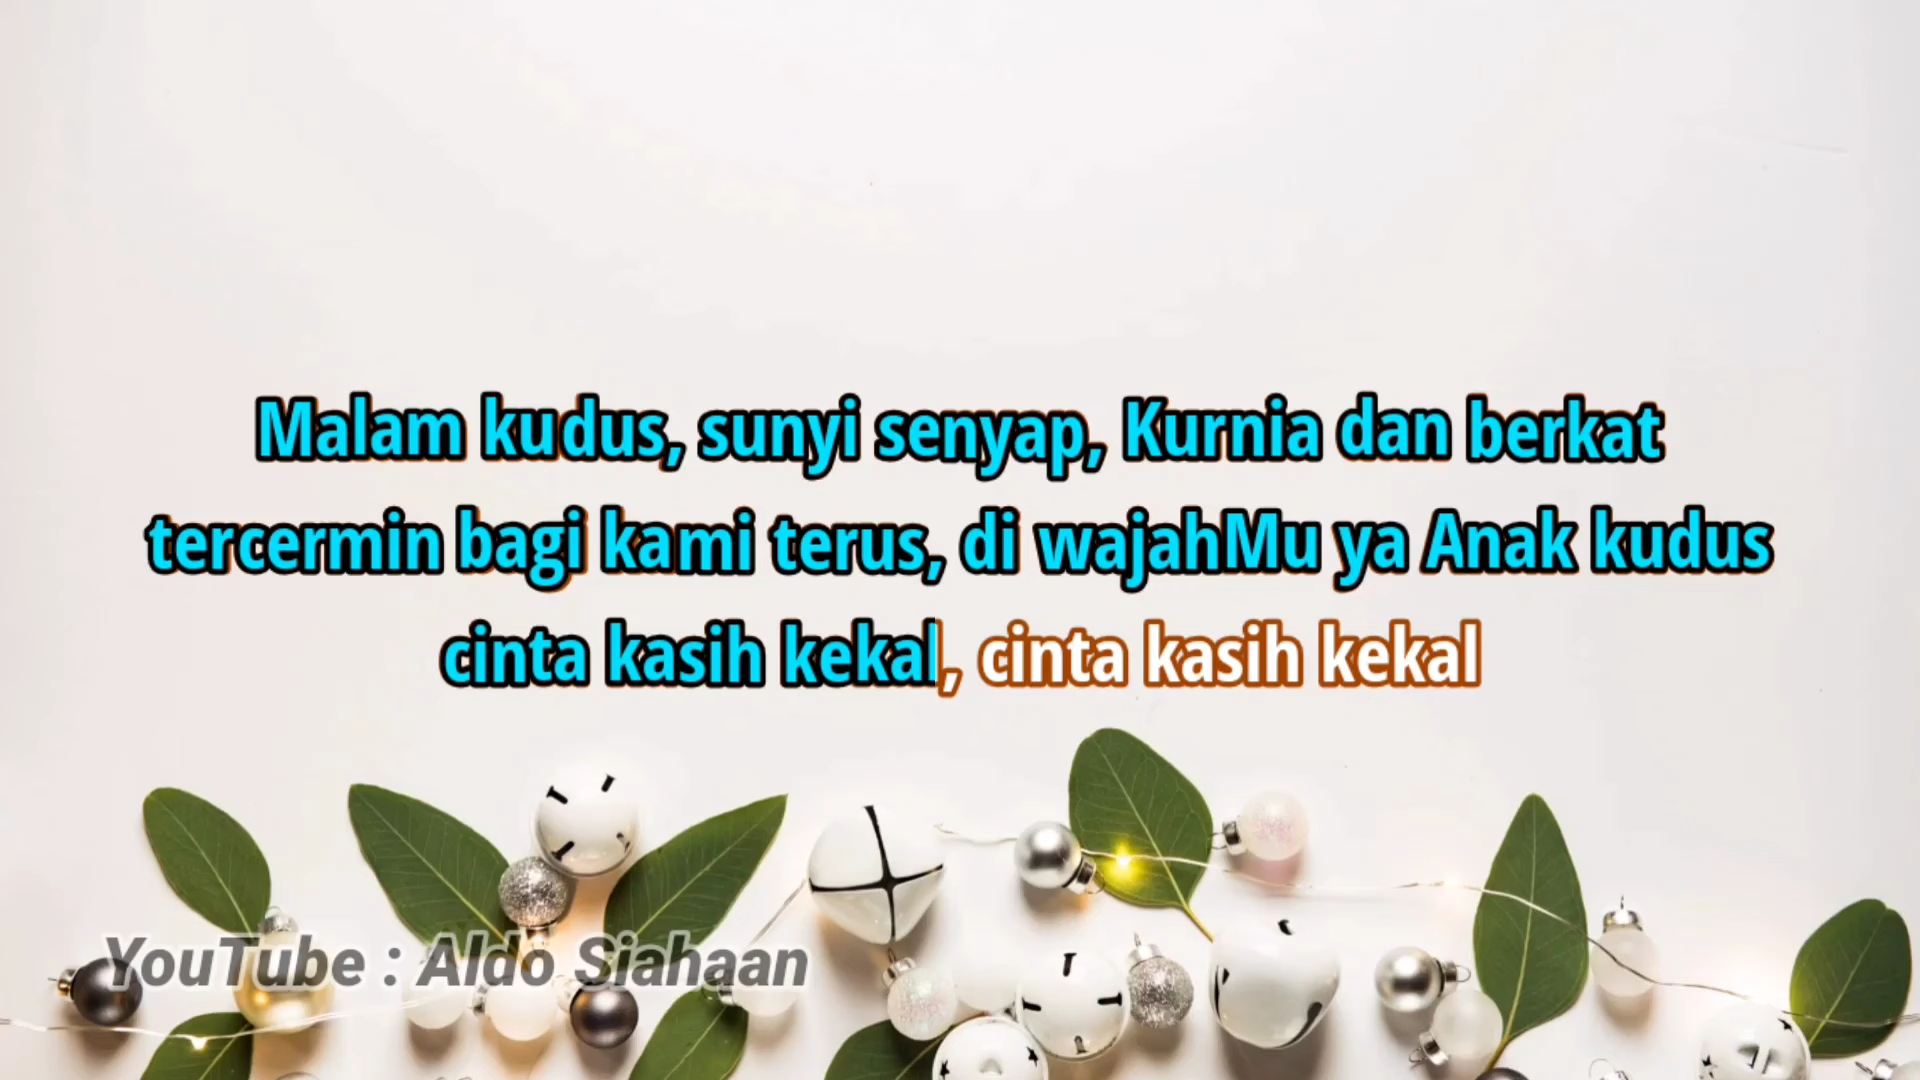 Malam kudus, sunyi senyap, Kurnia dan berkat
tercermin bagi kami terus, di wajahMu ya Anak kudus
cinta kasih kekal, cinta kasih kekal
YouTube : Aldo Siahaan